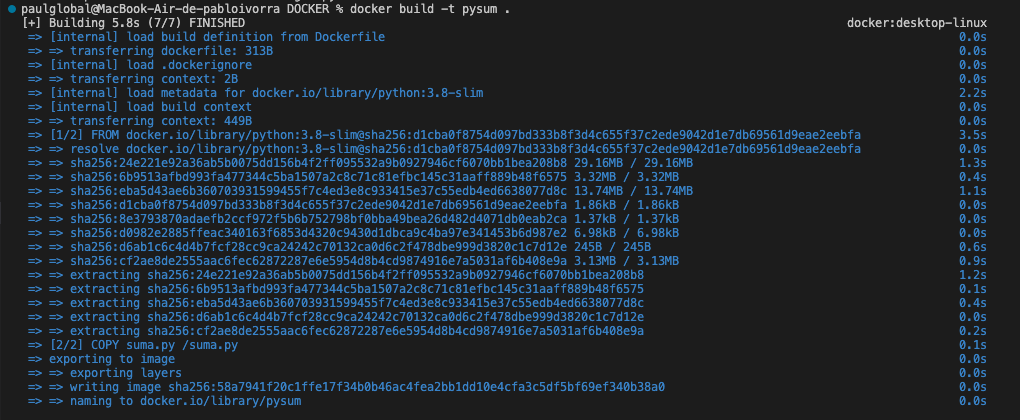 paulglobal@MacBook-Air-de-pabloivorra DOCKER % docker build -t pysum .
[+] Building 5.8s (7/7) FINISHED docker:desktop-linux
=> [internal] load build definition from Dockerfile 0.0s
=> => transferring dockerfile: 313B 0.0s
=> [internal] load .dockerignore 0.0s
=> => transferring context: 2B 0.0s
=> [internal] load metadata for docker.io/library/python:3.8-slim 2.2s
=> [internal] load build context 0.0s
=> => transferring context: 449B 0.0s
=> [1/2] FROM docker.io/library/python:3.8-slim@sha256:d1cba0f8754d097bd333b8f3d4c655f37c2ede9042d1e7db69561d9eae2eebfa 3.5s
=> => resolve docker.io/library/python:3.8-slim@sha256:d1cba0f8754d097bd333b8f3d4c655f37c2ede9042d1e7db69561d9eae2eebfa 0.0s
=> => sha256:24e221e92a36ab5b0075dd156b4f2ff095532a9b0927946cf6070bb1bea208b8 29.16MB / 29.16MB 1.3s
=> => sha256:6b9513afbd993fa477344c5ba1507a2c8c71c81efbc145c31aaff889b48f6575 3.32MB / 3.32MB 0.4s
=> => sha256:eba5d43ae6b360703931599455f7c4ed3e8c933415e37c55edb4ed6638077d8c 13.74MB / 13.74MB 1.1s
=> => sha256:d1cba0f8754d097bd333b8f3d4c655f37c2ede9042d1e7db69561d9eae2eebfa 1.86kB / 1.86kB 0.0s
=> => sha256:8e3793870adaefb2ccf972f5b6b752798bf0bba49bea26d482d4071db0eab2ca 1.37kB / 1.37kB 0.0s
=> => sha256:d0982e2885ffeac340163f6853d4320c9430d1dbca9c4ba97e341453b6d987e2 6.98kB / 6.98kB 0.0s
=> => sha256:d6ab1c6c4d4b7fcf28cc9ca24242c70132ca0d6c2f478dbe999d3820c1c7d12e 245B / 245B 0.6s
=> => sha256:cf2ae8de2555aac6fec62872287e6e5954d8b4cd9874916e7a5031af6b408e9a 3.13MB / 3.13MB 0.9s
=> => extracting sha256:24e221e92a36ab5b0075dd156b4f2ff095532a9b0927946cf6070bb1bea208b8 1.2s
=> => extracting sha256:6b9513afbd993fa477344c5ba1507a2c8c71c81efbc145c31aaff889b48f6575 0.1s
=> => extracting sha256:eba5d43ae6b360703931599455f7c4ed3e8c933415e37c55edb4ed6638077d8c 0.4s
=> => extracting sha256:d6ab1c6c4d4b7fcf28cc9ca24242c70132ca0d6c2f478dbe999d3820c1c7d12e 0.0s
=> => extracting sha256:cf2ae8de2555aac6fec62872287e6e5954d8b4cd9874916e7a5031af6b408e9a 0.2s
=> [2/2] COPY suma.py /suma.py 0.1s
=> exporting to image 0.0s
=> => exporting layers 0.0s
=> => writing image sha256:58a7941f20c1ffe17f34b0b46ac4fea2bb1dd10e4cfa3c5df5bf69ef340b38a0 0.0s
=> => naming to docker.io/library/pysum 0.0s